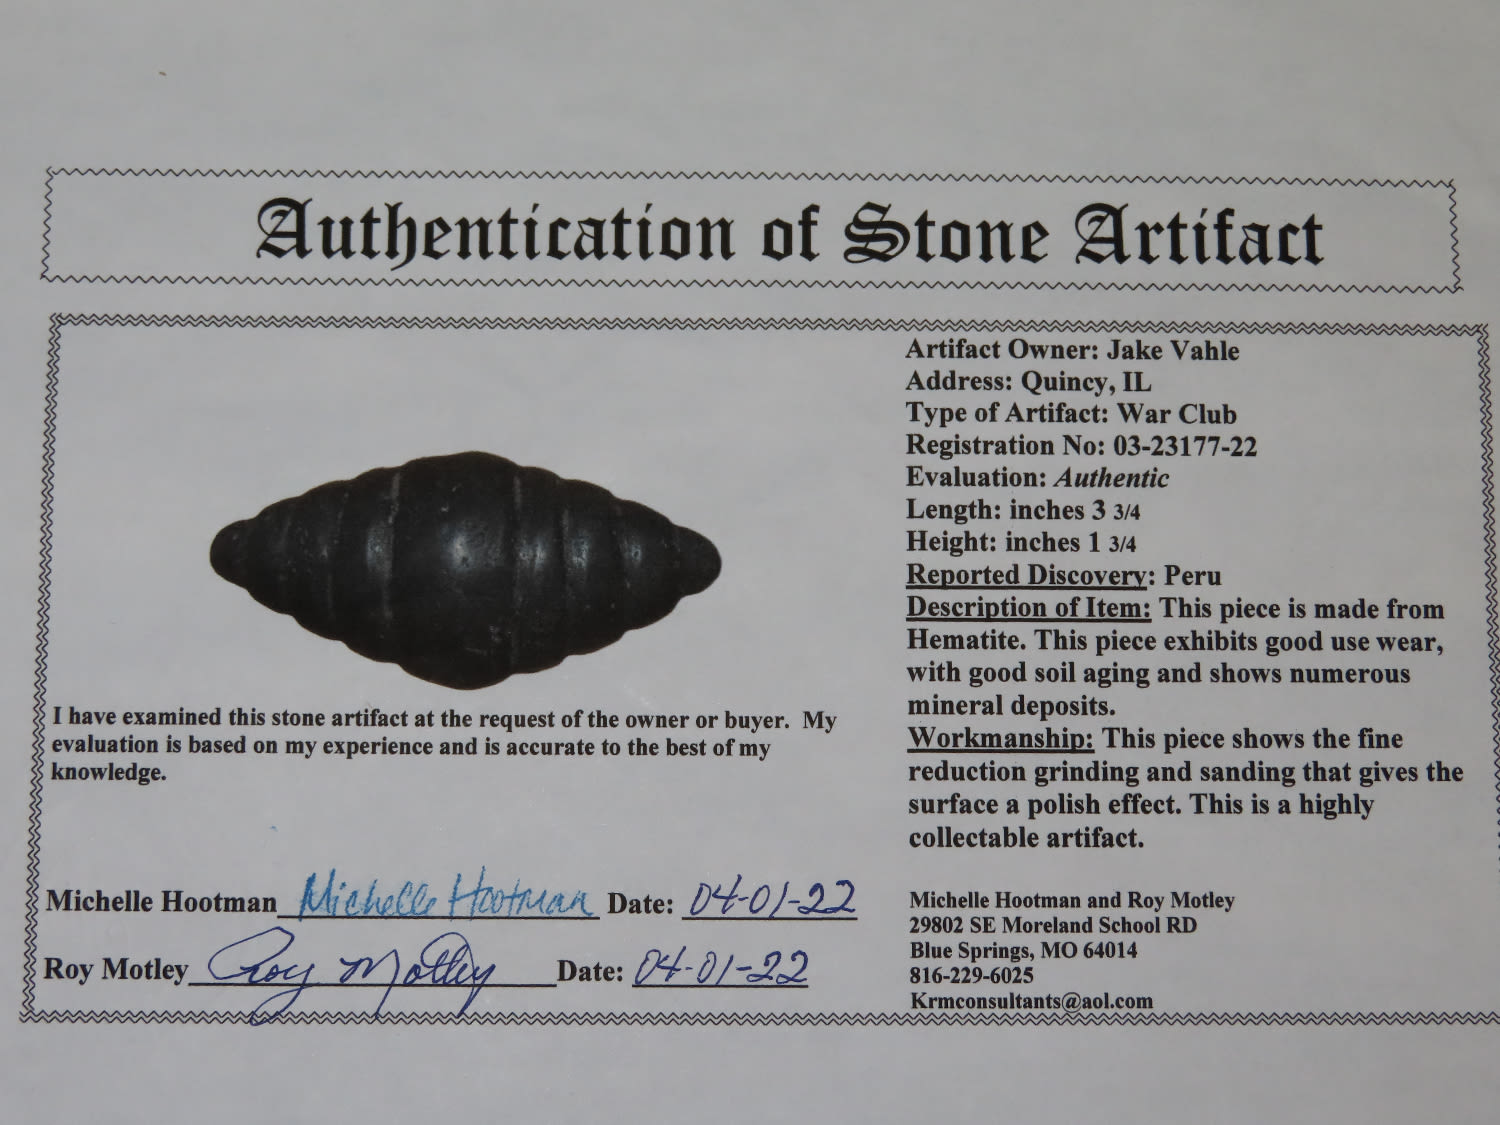 Authentication of Stone Artifact
Artifact Owner: Jake Vahle
Address: Quincy, IL
Type of Artifact: War Club
Registration No: 03-23177-22
Evaluation: Authentic
Length: inches 3 3/4
Height: inches 1 3/4
Reported Discovery: Peru
Description of Item: This piece is made from
Hematite. This piece exhibits good use wear,
with good soil aging and shows numerous
mineral deposits.
Workmanship: This piece shows the fine
reduction grinding and sanding that gives the
surface a polish effect. This is a highly
collectable artifact.
I have examined this stone artifact at the request of the owner or buyer. My
evaluation is based on my experience and is accurate to the best of my
knowledge.
Michelle Hootman Michelle Hootman Date: 04-01-22
Roy Motley Roy Motley Date: 04-01-22
Michelle Hootman and Roy Motley
29802 SE Moreland School RD
Blue Springs, MO 64014
816-229-6025
Krmconsultants@aol.com